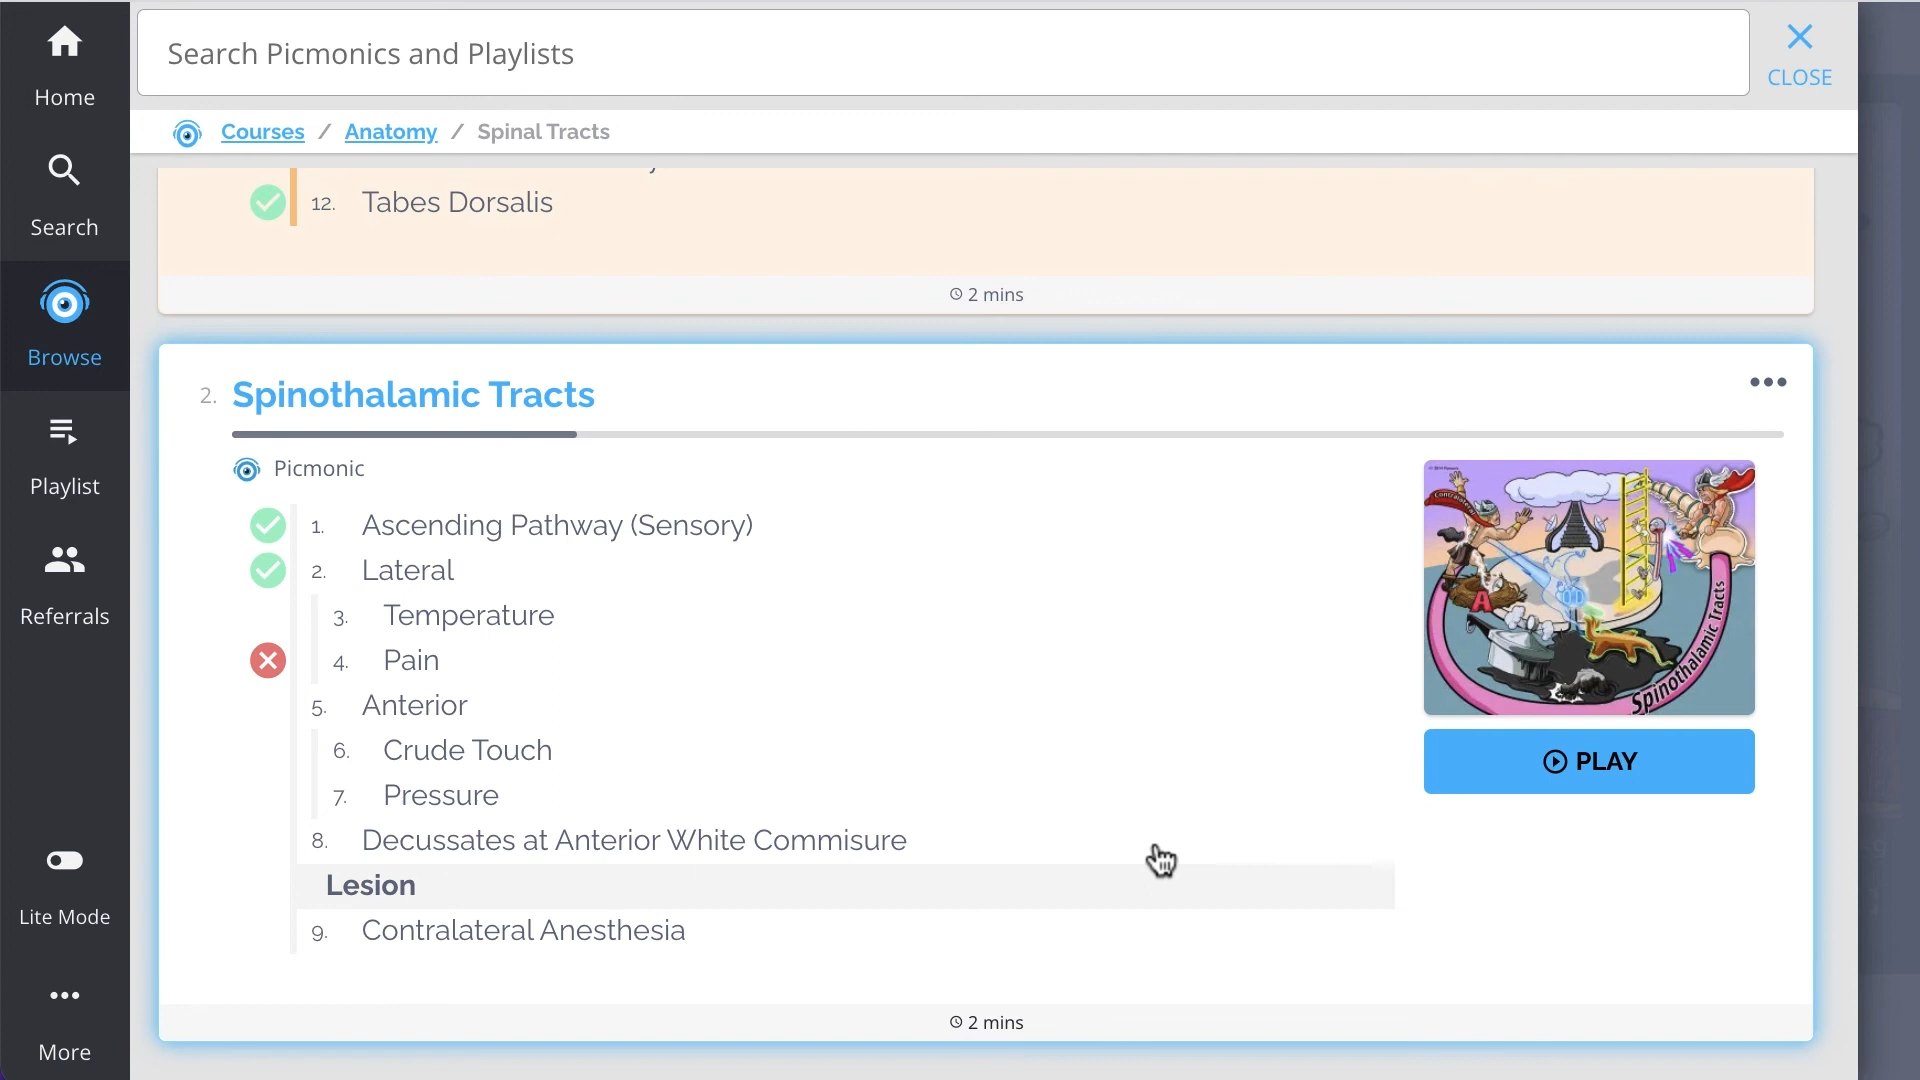 Search Picmonics and Playlists
CLOSE
Home
Search
Browse
Playlist
Referrals
Lite Mode
More
Courses / Anatomy / Spinal Tracts
12. Tabes Dorsalis
2 mins
2. Spinothalamic Tracts
Picmonic
1. Ascending Pathway (Sensory)
2. Lateral
3. Temperature
4. Pain
5. Anterior
6. Crude Touch
7. Pressure
8. Decussates at Anterior White Commisure
Lesion
9. Contralateral Anesthesia
Contralateral
A
Spinothalamic Tracts
PLAY
2 mins